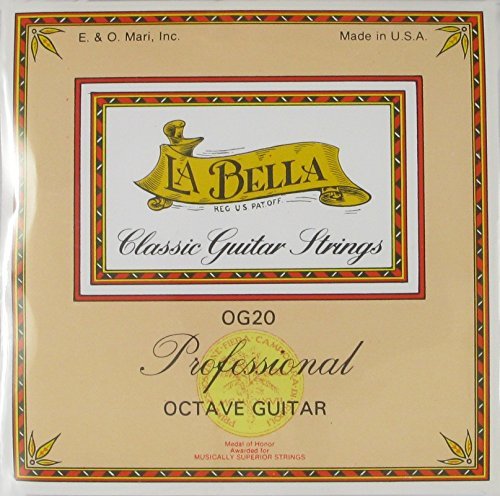 E. & O. Mari, Inc.
Made in U.S.A.
LA BELLA
REG U.S. PAT. OFF.
Classic Guitar Strings
OG20
Professional
OCTAVE GUITAR
Medal of Honor
Awarded for
MUSICALLY SUPERIOR STRINGS